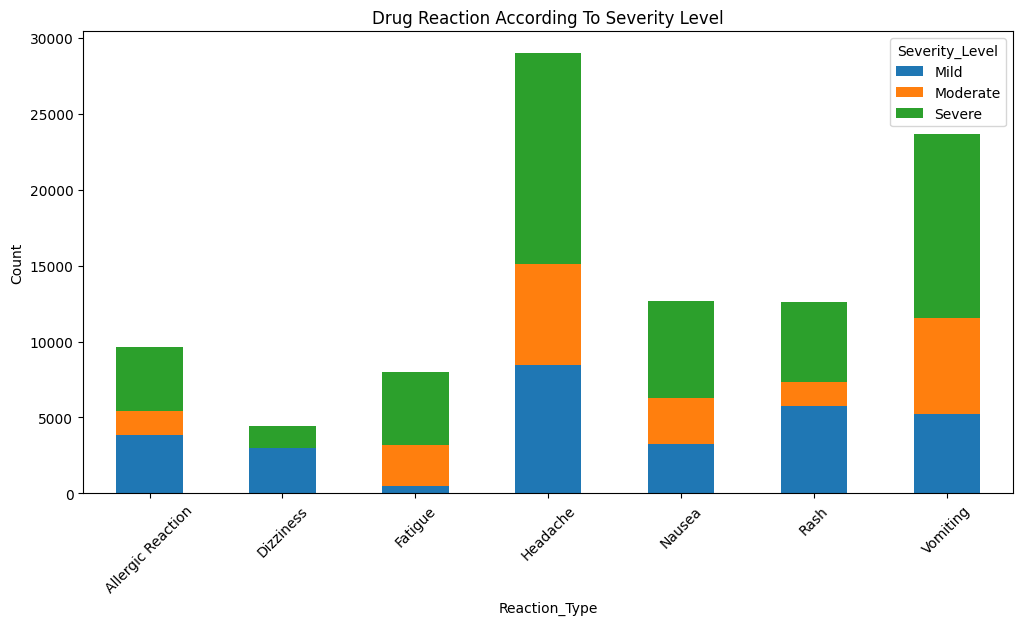 Drug Reaction According To Severity Level
30000
25000
20000
15000
10000
5000
0
Count
Severity_Level
Mild
Moderate
Severe
Allergic Reaction
Dizziness
Fatigue
Headache
Nausea
Rash
Vomiting
Reaction_Type